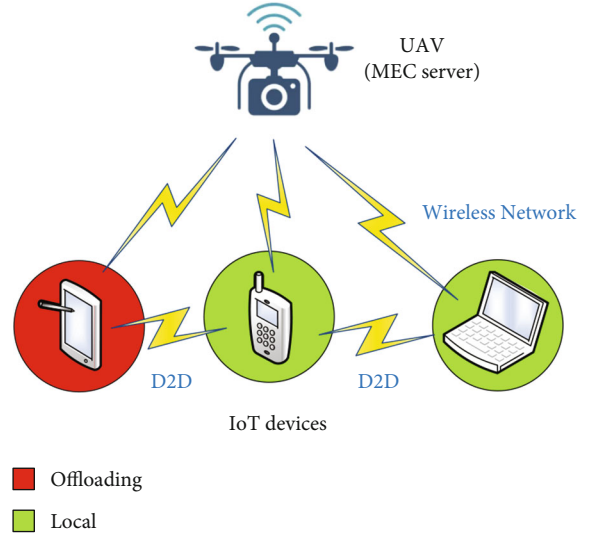 UAV
(MEC server)
Wireless Network
D2D
D2D
IoT devices
Offloading
Local